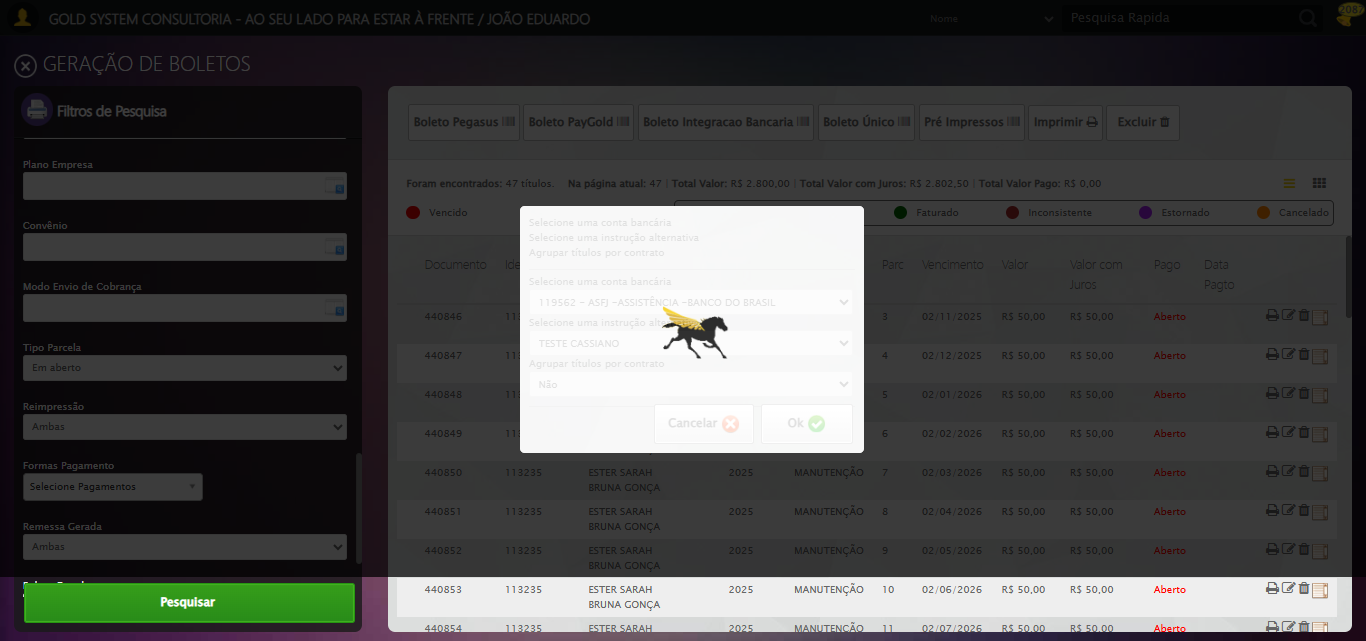 GOLD SYSTEM CONSULTORIA - AO SEU LADO PARA ESTAR À FRENTE / JOÃO EDUARDO
Nome
Pesquisa Rapida
GERAÇÃO DE BOLETOS
Filtros de Pesquisa
Plano Empresa
Convênio
Modo Envio de Cobrança
Tipo Parcela
Em aberto
Reimpressão
Ambas
Formas Pagamento
Selecione Pagamentos
Remessa Gerada
Ambas
Pesquisar
Boleto Pegasus Boleto PayGold Boleto Integracao Bancaria Boleto Único Pré Impressos Imprimir Excluir
Foram encontrados: 47 títulos. Na página atual: 47 | Total Valor: R$ 2.800,00 | Total Valor com Juros: R$ 2.802,50 | Total Valor Pago: R$ 0,00
Vencido Faturado Inconsistente Estornado Cancelado
Documento Parc Vencimento Valor Valor com Juros Pago Data Pagto
440846 3 02/11/2025 R$ 50,00 R$ 50,00 Aberto
440847 4 02/12/2025 R$ 50,00 R$ 50,00 Aberto
440848 5 02/01/2026 R$ 50,00 R$ 50,00 Aberto
440849 6 02/02/2026 R$ 50,00 R$ 50,00 Aberto
440850 113235 ESTER SARAH 2025 MANUTENÇÃO 7 02/03/2026 R$ 50,00 R$ 50,00 Aberto
BRUNA GONÇA
440851 113235 ESTER SARAH 2025 MANUTENÇÃO 8 02/04/2026 R$ 50,00 R$ 50,00 Aberto
BRUNA GONÇA
440852 113235 ESTER SARAH 2025 MANUTENÇÃO 9 02/05/2026 R$ 50,00 R$ 50,00 Aberto
BRUNA GONÇA
440853 113235 ESTER SARAH 2025 MANUTENÇÃO 10 02/06/2026 R$ 50,00 R$ 50,00 Aberto
BRUNA GONÇA
440854 113235 ESTER SARAH 2025 MANUTENÇÃO 11 02/07/2026 R$ 50,00 R$ 50,00 Aberto
Selecione uma conta bancária
Selecione uma instrução alternativa
Agrupar títulos por contrato
Selecione uma conta bancária
119562 - ASFJ -ASSISTÊNCIA -BANCO DO BRASIL
Selecione uma instrução
TESTE CASSIANO
Agrupar títulos por contrato
Não
Cancelar Ok